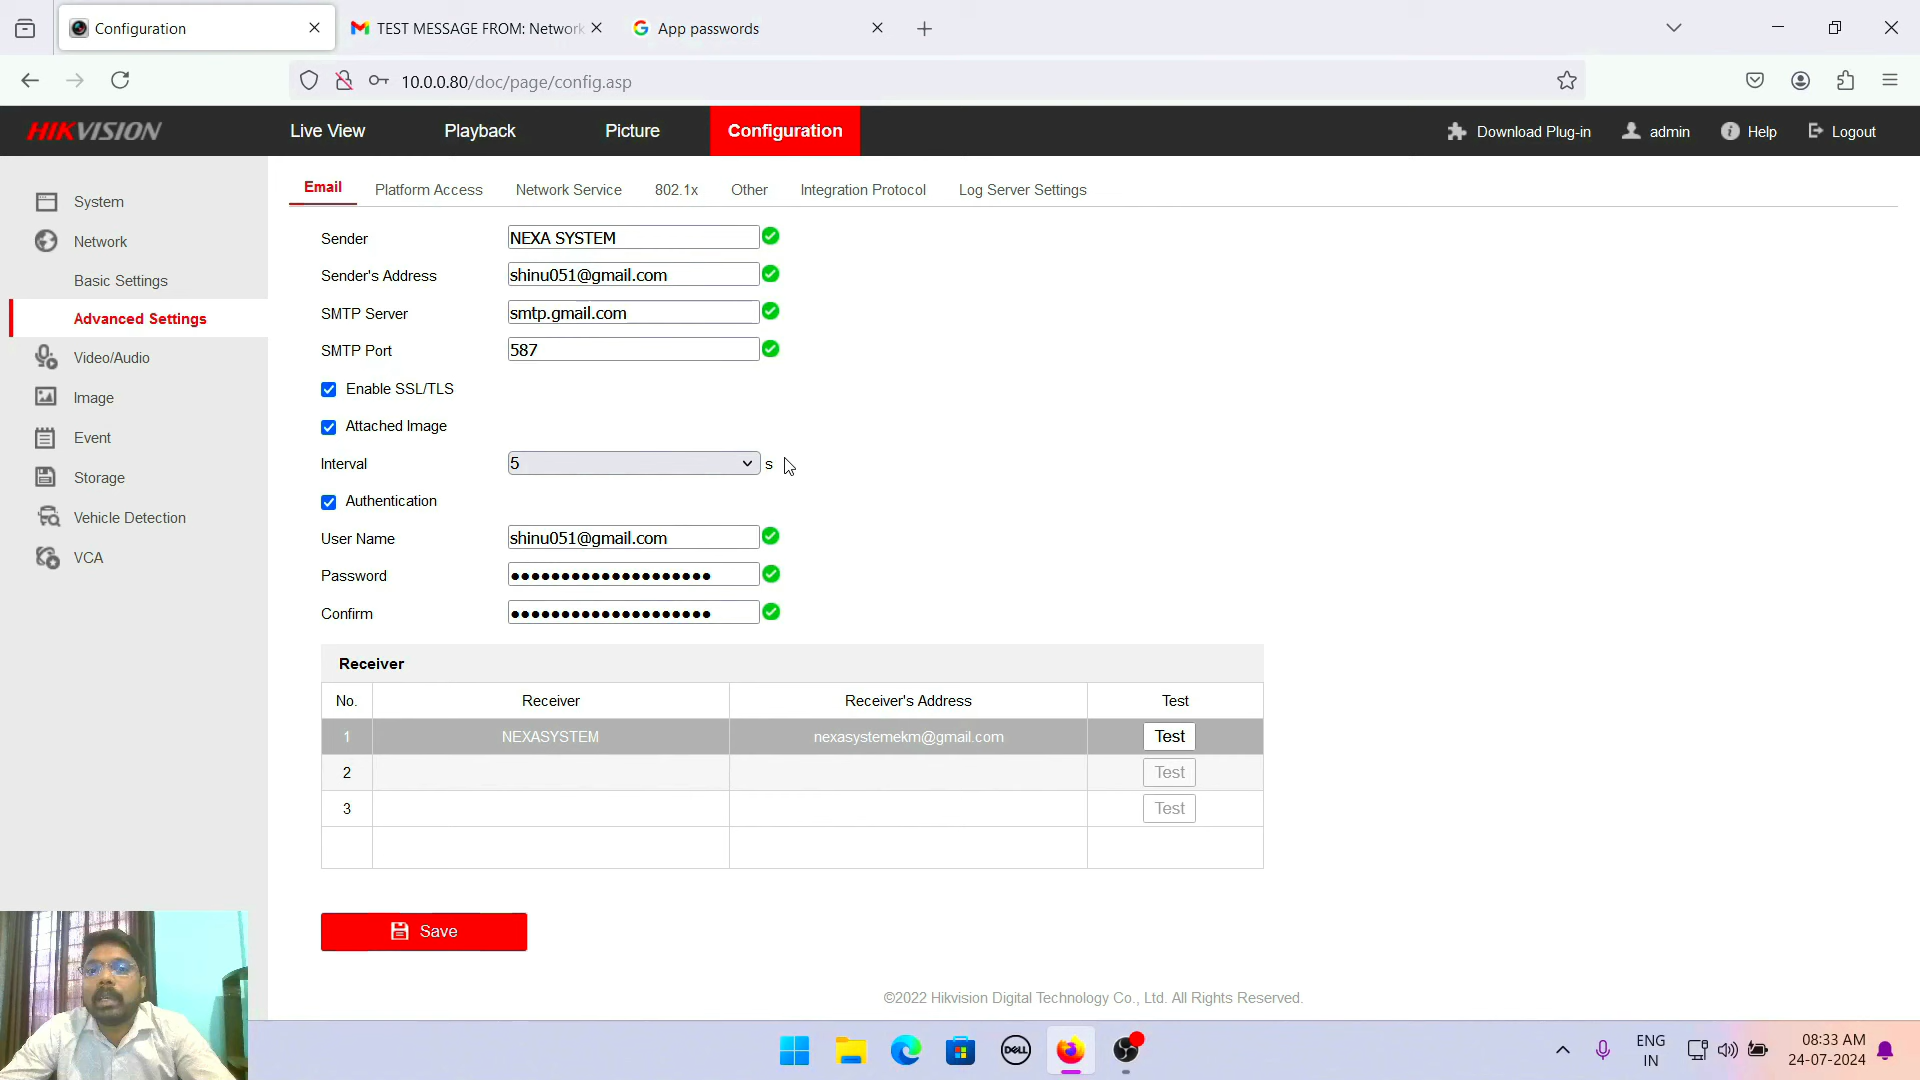 Configuration
TEST MESSAGE FROM: Network
App passwords
10.0.0.80/doc/page/config.asp
HIKVISION
Live View
Playback
Picture
Configuration
Download Plug-in
admin
Help
Logout
System
Network
Basic Settings
Advanced Settings
Video/Audio
Image
Event
Storage
Vehicle Detection
VCA
Email
Platform Access
Network Service
802.1x
Other
Integration Protocol
Log Server Settings
Sender NEXA SYSTEM
Sender's Address shinu051@gmail.com
SMTP Server smtp.gmail.com
SMTP Port 587
Enable SSL/TLS
Attached Image
Interval 5 s
Authentication
User Name shinu051@gmail.com
Password ●●●●●●●●●●●●●●●●●●●●
Confirm ●●●●●●●●●●●●●●●●●●●●
Receiver
No. Receiver Receiver's Address Test
1 NEXASYSTEM nexasystemekm@gmail.com Test
2 Test
3 Test
Save
©2022 Hikvision Digital Technology Co., Ltd. All Rights Reserved.
DELL
ENG
IN
08:33 AM
24-07-2024